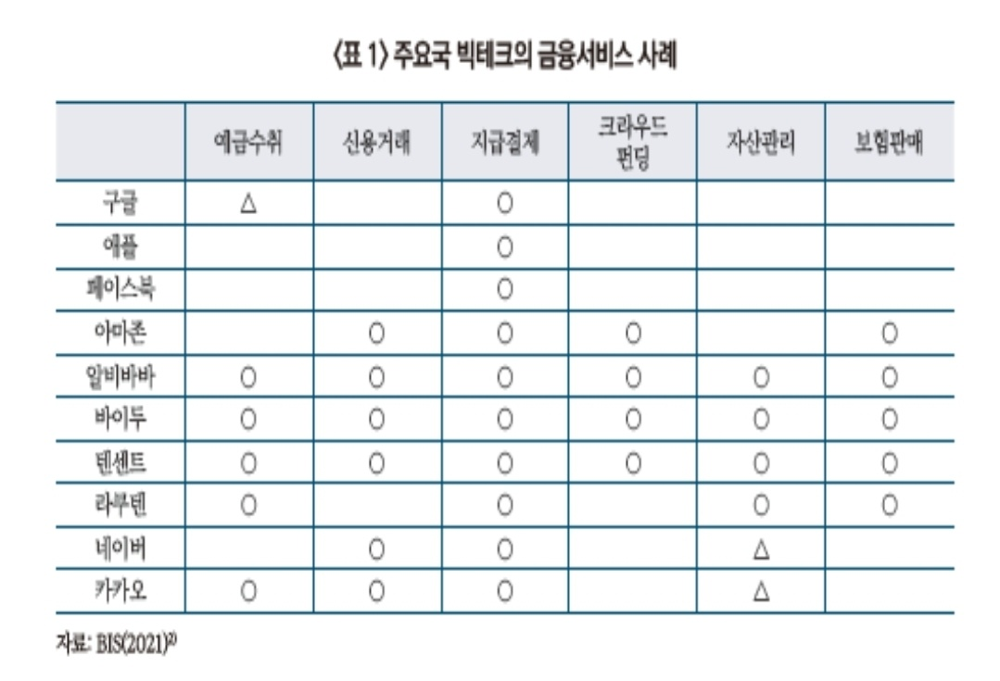 〈표 1〉 주요국 빅테크의 금융서비스 사례
예금수취 신용거래 지급결제 크라우드 자산관리 보험판매
펀딩
구글 △ ○
애플 ○
페이스북 ○
아마존 ○ ○ ○ ○
알비바바 ○ ○ ○ ○ ○ ○
바이두 ○ ○ ○ ○ ○ ○
텐센트 ○ ○ ○ ○ ○ ○
라쿠텐 ○ ○ ○ ○
네이버 ○ ○ △
카카오 ○ ○ ○ △
자료: BIS(2021)²⁾